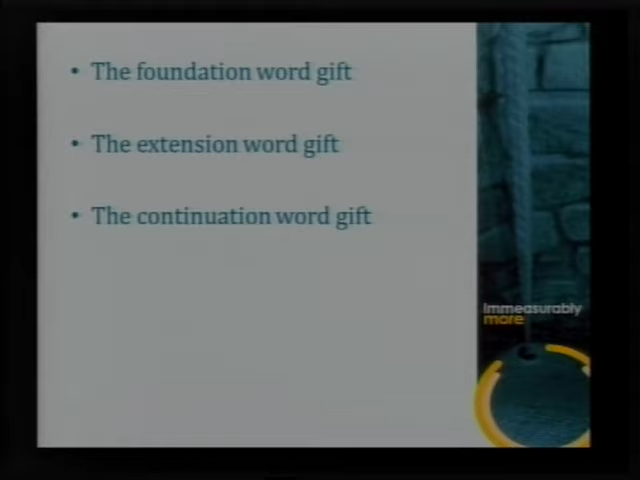 • The foundation word gift
• The extension word gift
• The continuation word gift
immeasurably
more